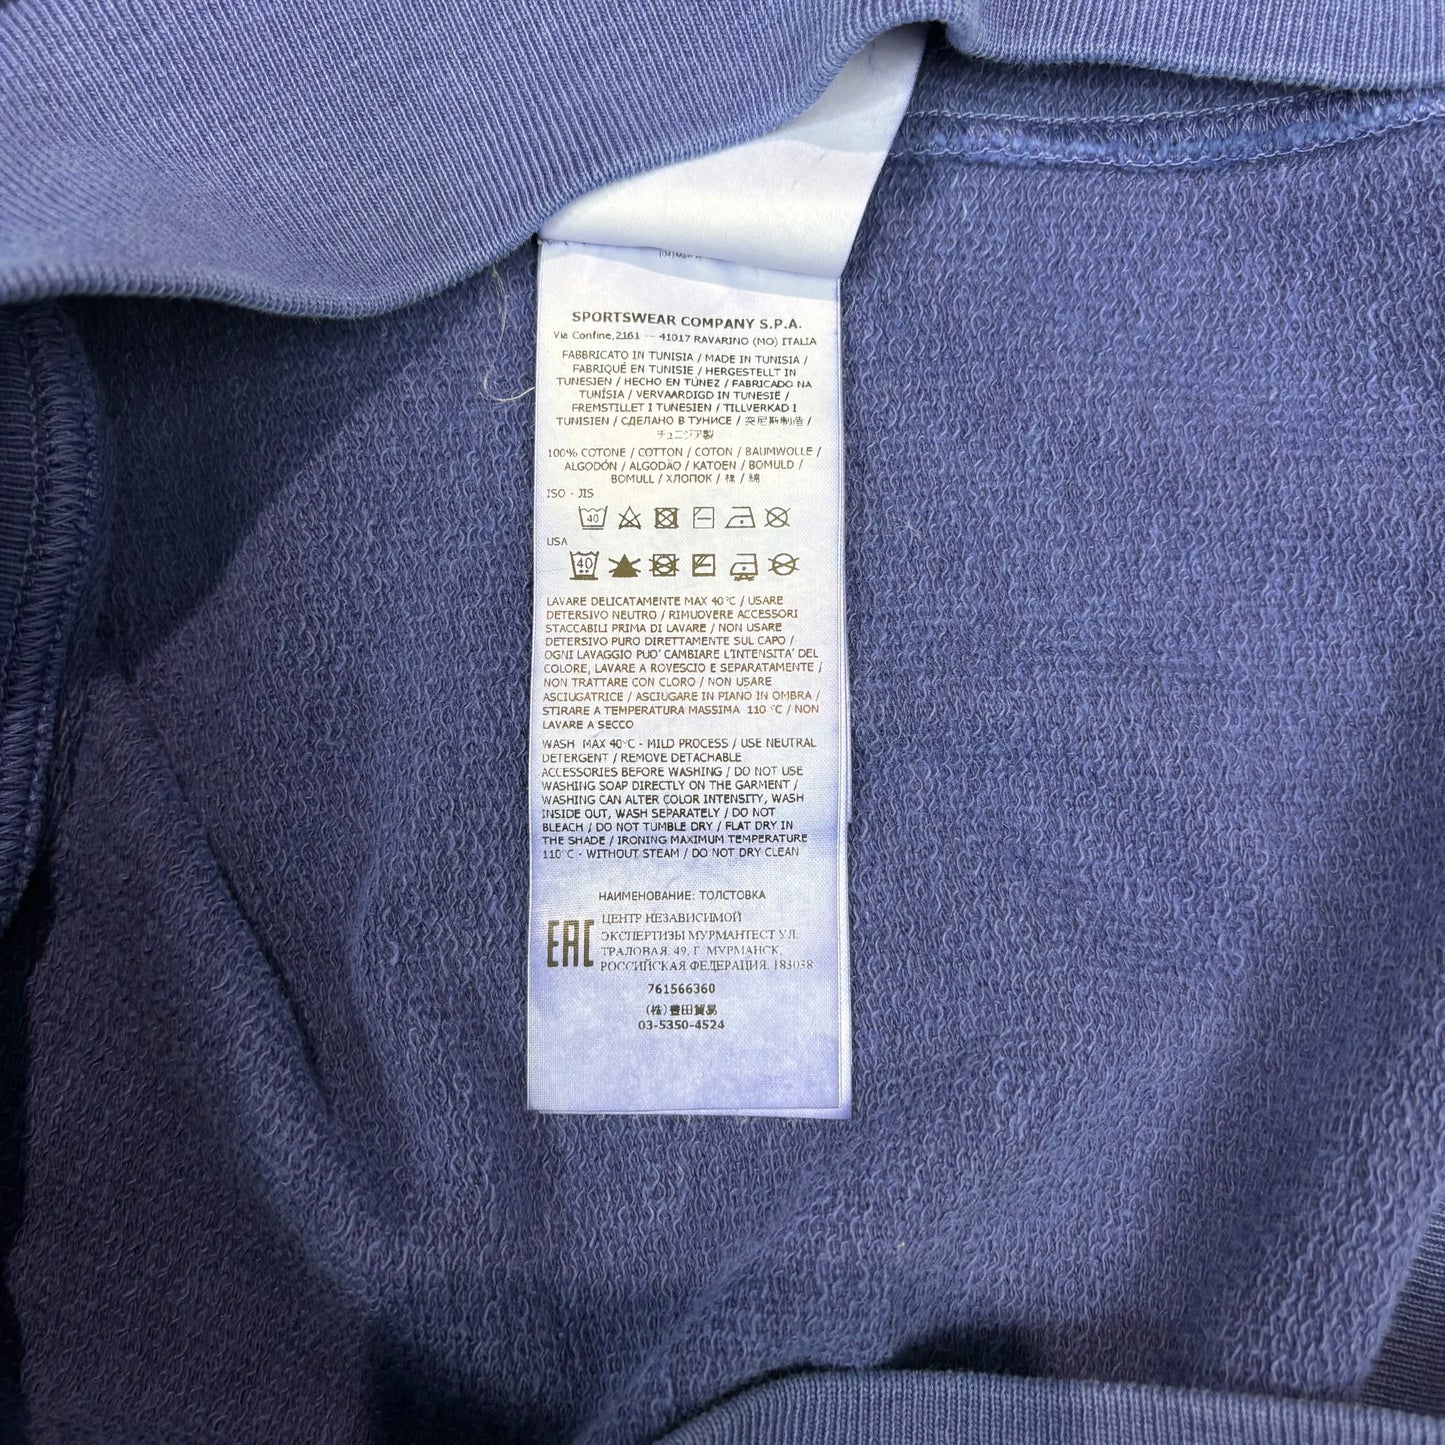 SPORTSWEAR COMPANY S.P.A.
Via Confine,2161 -- 41017 RAVARINO (MO) ITALIA
FABBRICATO IN TUNISIA / MADE IN TUNISIA /
FABRIQUÉ EN TUNISIE / HERGESTELLT IN
TUNESIEN / HECHO EN TÚNEZ / FABRICADO NA
TUNÍSIA / VERVAARDIGD IN TUNESIË /
FREMSTILLET I TUNESIEN / TILLVERKAD I
TUNISIEN / СДЕЛАНО В ТУНИСЕ / 突尼斯制造 /
チュニジア製
100% COTONE / COTTON / COTON / BAUMWOLLE /
ALGODÓN / ALGODÃO / KATOEN / BOMULD /
BOMULL / ХЛОПОК / 棉 / 綿
ISO - JIS
40
USA
40
LAVARE DELICATAMENTE MAX 40°C / USARE
DETERSIVO NEUTRO / RIMUOVERE ACCESSORI
STACCABILI PRIMA DI LAVARE / NON USARE
DETERSIVO PURO DIRETTAMENTE SUL CAPO /
OGNI LAVAGGIO PUO' CAMBIARE L'INTENSITA' DEL
COLORE, LAVARE A ROVESCIO E SEPARATAMENTE /
NON TRATTARE CON CLORO / NON USARE
ASCIUGATRICE / ASCIUGARE IN PIANO IN OMBRA /
STIRARE A TEMPERATURA MASSIMA 110 °C / NON
LAVARE A SECCO
WASH MAX 40°C - MILD PROCESS / USE NEUTRAL
DETERGENT / REMOVE DETACHABLE
ACCESSORIES BEFORE WASHING / DO NOT USE
WASHING SOAP DIRECTLY ON THE GARMENT /
WASHING CAN ALTER COLOR INTENSITY, WASH
INSIDE OUT, WASH SEPARATELY / DO NOT
BLEACH / DO NOT TUMBLE DRY / FLAT DRY IN
THE SHADE / IRONING MAXIMUM TEMPERATURE
110°C - WITHOUT STEAM / DO NOT DRY CLEAN
НАИМЕНОВАНИЕ: ТОЛСТОВКА
EAC
ЦЕНТР НЕЗАВИСИМОЙ
ЭКСПЕРТИЗЫ МУРМАНТЕСТ УЛ.
ТРАЛОВАЯ, 49, Г. МУРМАНСК,
РОССИЙСКАЯ ФЕДЕРАЦИЯ, 183038
761566360
(株)豊田貿易
03-5350-4524